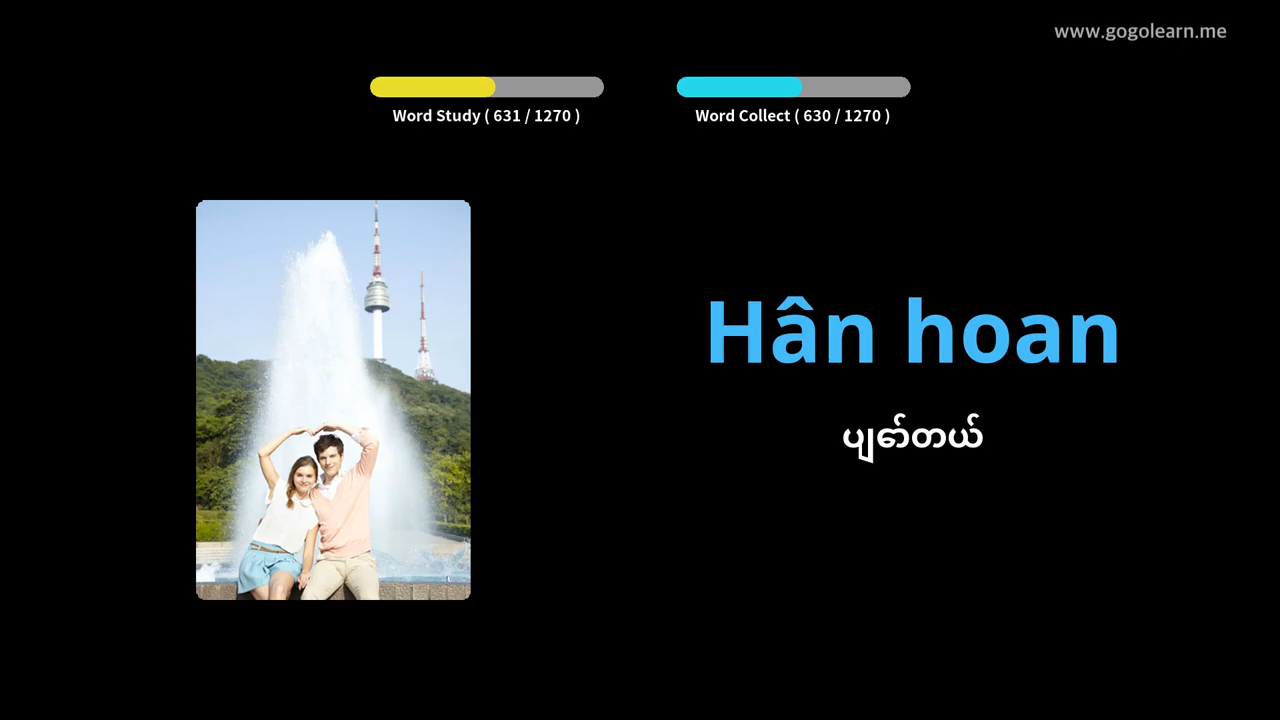 www.gogolearn.me
Word Study ( 631 / 1270 )
Word Collect ( 630 / 1270 )
Hân hoan
ပျော်တယ်